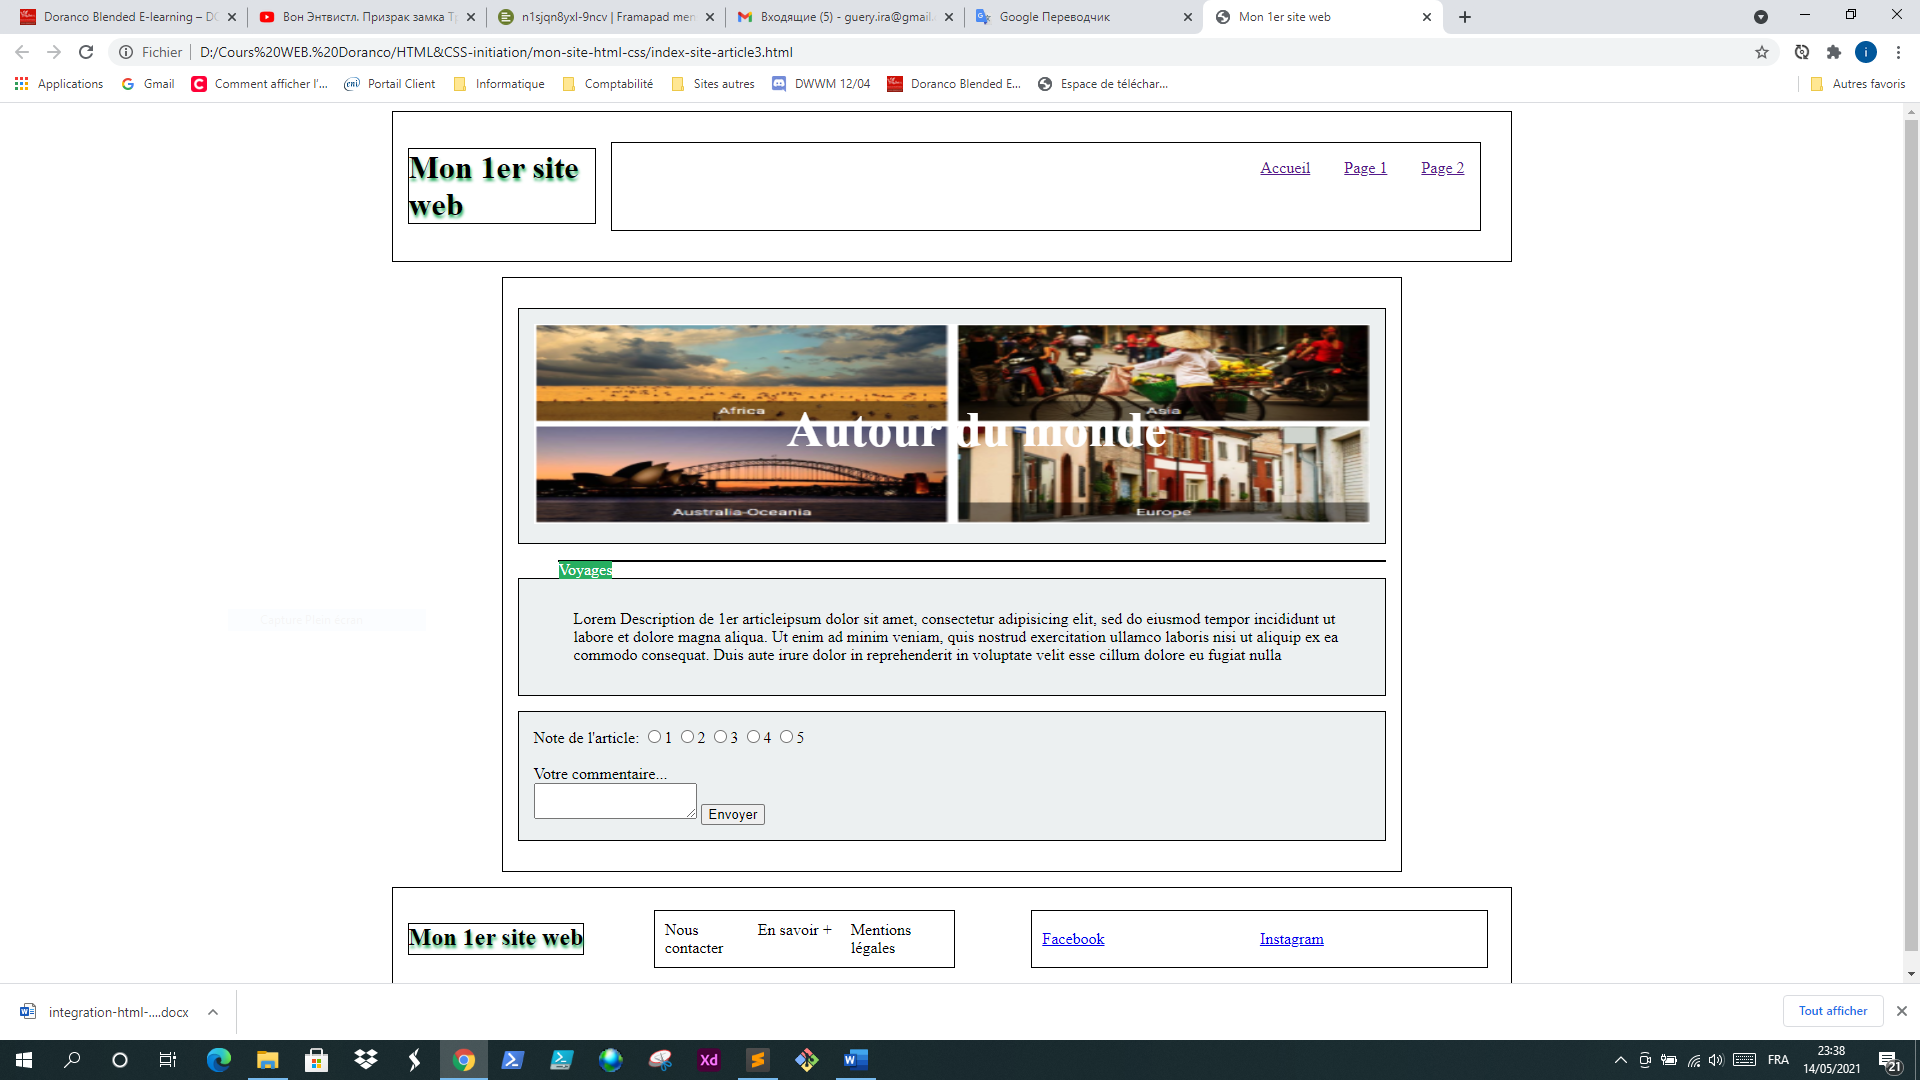 Doranco Blended E-learning – DO
Вон Энтвистл. Призрак замка Т
n1sjqn8yxl-9ncv | Framapad men
Входящие (5) - guery.ira@gmail.
Google Переводчик
Mon 1er site web
Fichier
D:/Cours%20WEB.%20Doranco/HTML&CSS-initiation/mon-site-html-css/index-site-article3.html
i
Applications
Gmail
Comment afficher l'...
Portail Client
Informatique
Comptabilité
Sites autres
DWWM 12/04
Doranco Blended E...
Espace de téléchar...
Autres favoris
Mon 1er site
web
Accueil
Page 1
Page 2
Africa
Asia
Autour du monde
Australia-Oceania
Europe
Voyages
Lorem Description de 1er articleipsum dolor sit amet, consectetur adipisicing elit, sed do eiusmod tempor incididunt ut
labore et dolore magna aliqua. Ut enim ad minim veniam, quis nostrud exercitation ullamco laboris nisi ut aliquip ex ea
commodo consequat. Duis aute irure dolor in reprehenderit in voluptate velit esse cillum dolore eu fugiat nulla
Note de l'article: 1 2 3 4 5
Votre commentaire...
Envoyer
Mon 1er site web
Nous
contacter
En savoir +
Mentions
légales
Facebook
Instagram
integration-html-....docx
Tout afficher
Xd
FRA
23:38
14/05/2021
21